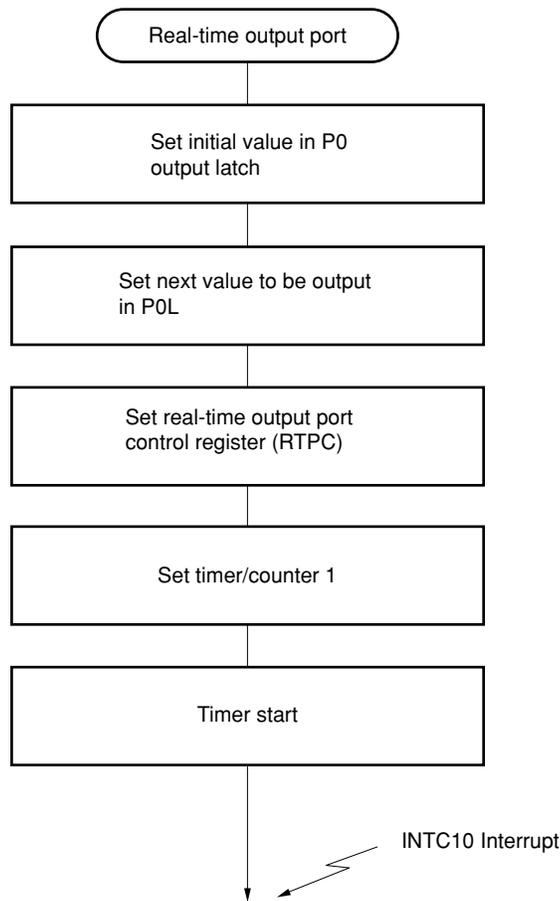 Real-time output port
Set initial value in P0
output latch
Set next value to be output
in P0L
Set real-time output port
control register (RTPC)
Set timer/counter 1
Timer start
INTC10 Interrupt